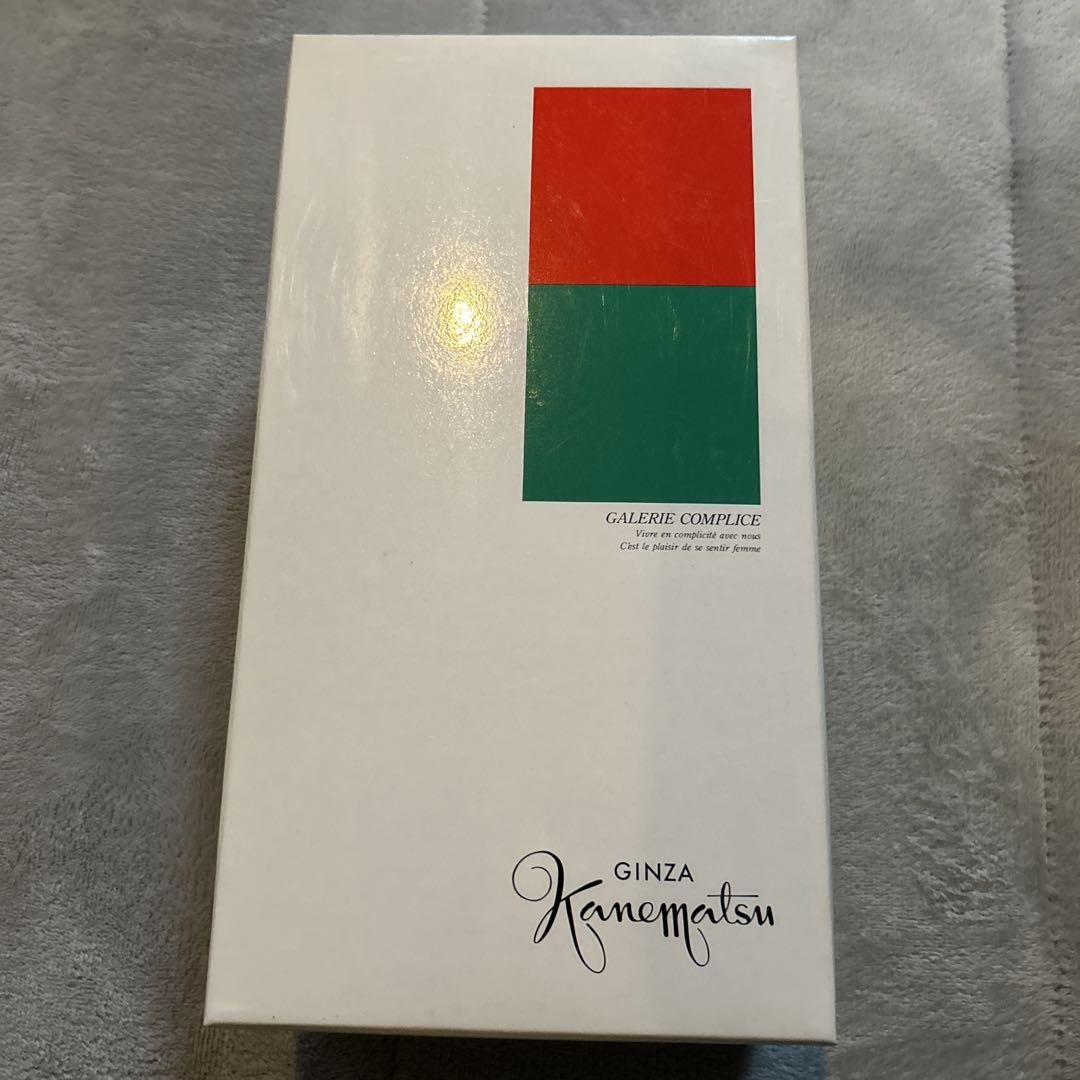 GALERIE COMPLICE
Vivre en complicité avec nous
C'est le plaisir de se sentir femme
GINZA
Kanematsu